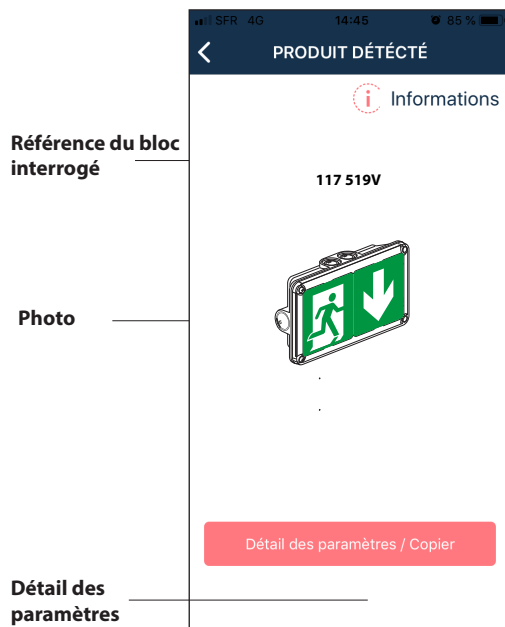 SFR 4G 14:45 85 %
PRODUIT DÉTÉCTÉ
i Informations
Référence du bloc
interrogé
117 519V
Photo
Détail des paramètres / Copier
Détail des
paramètres